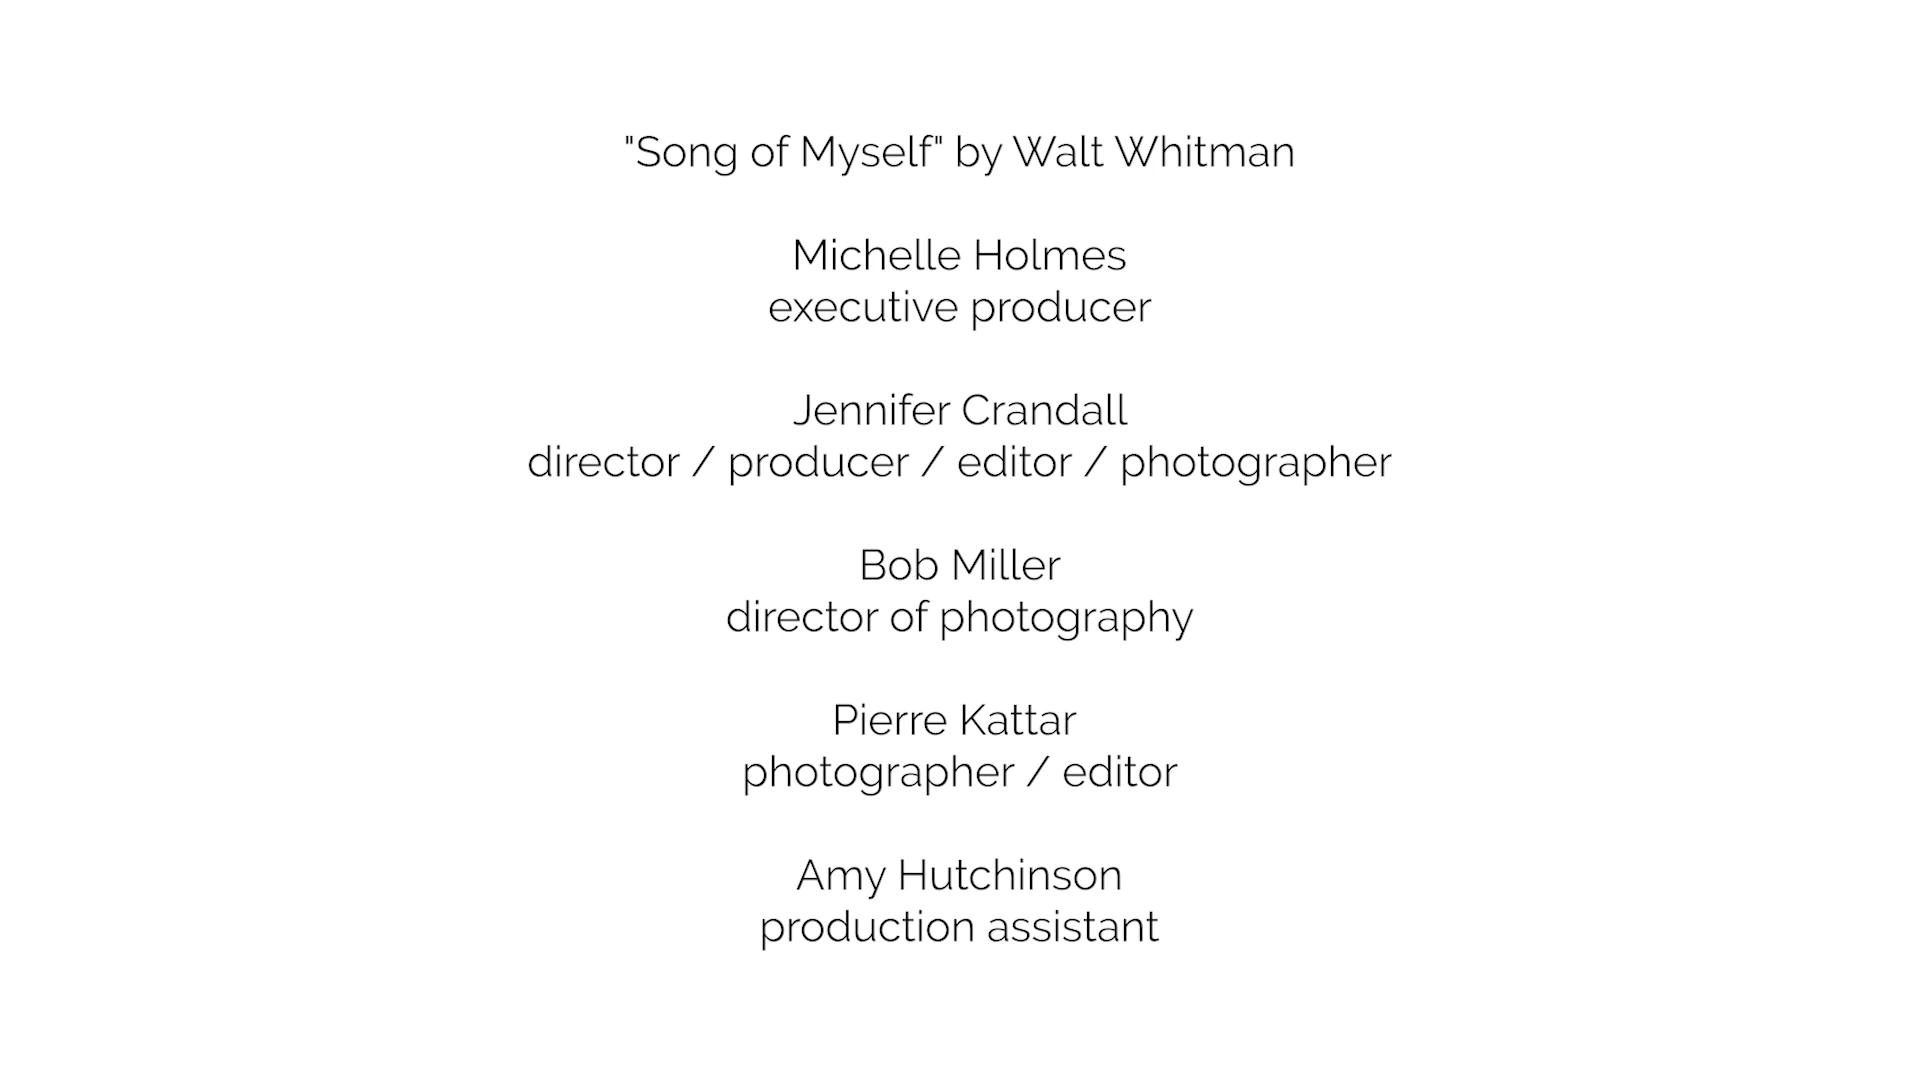 "Song of Myself" by Walt Whitman
Michelle Holmes
executive producer
Jennifer Crandall
director / producer / editor / photographer
Bob Miller
director of photography
Pierre Kattar
photographer / editor
Amy Hutchinson
production assistant